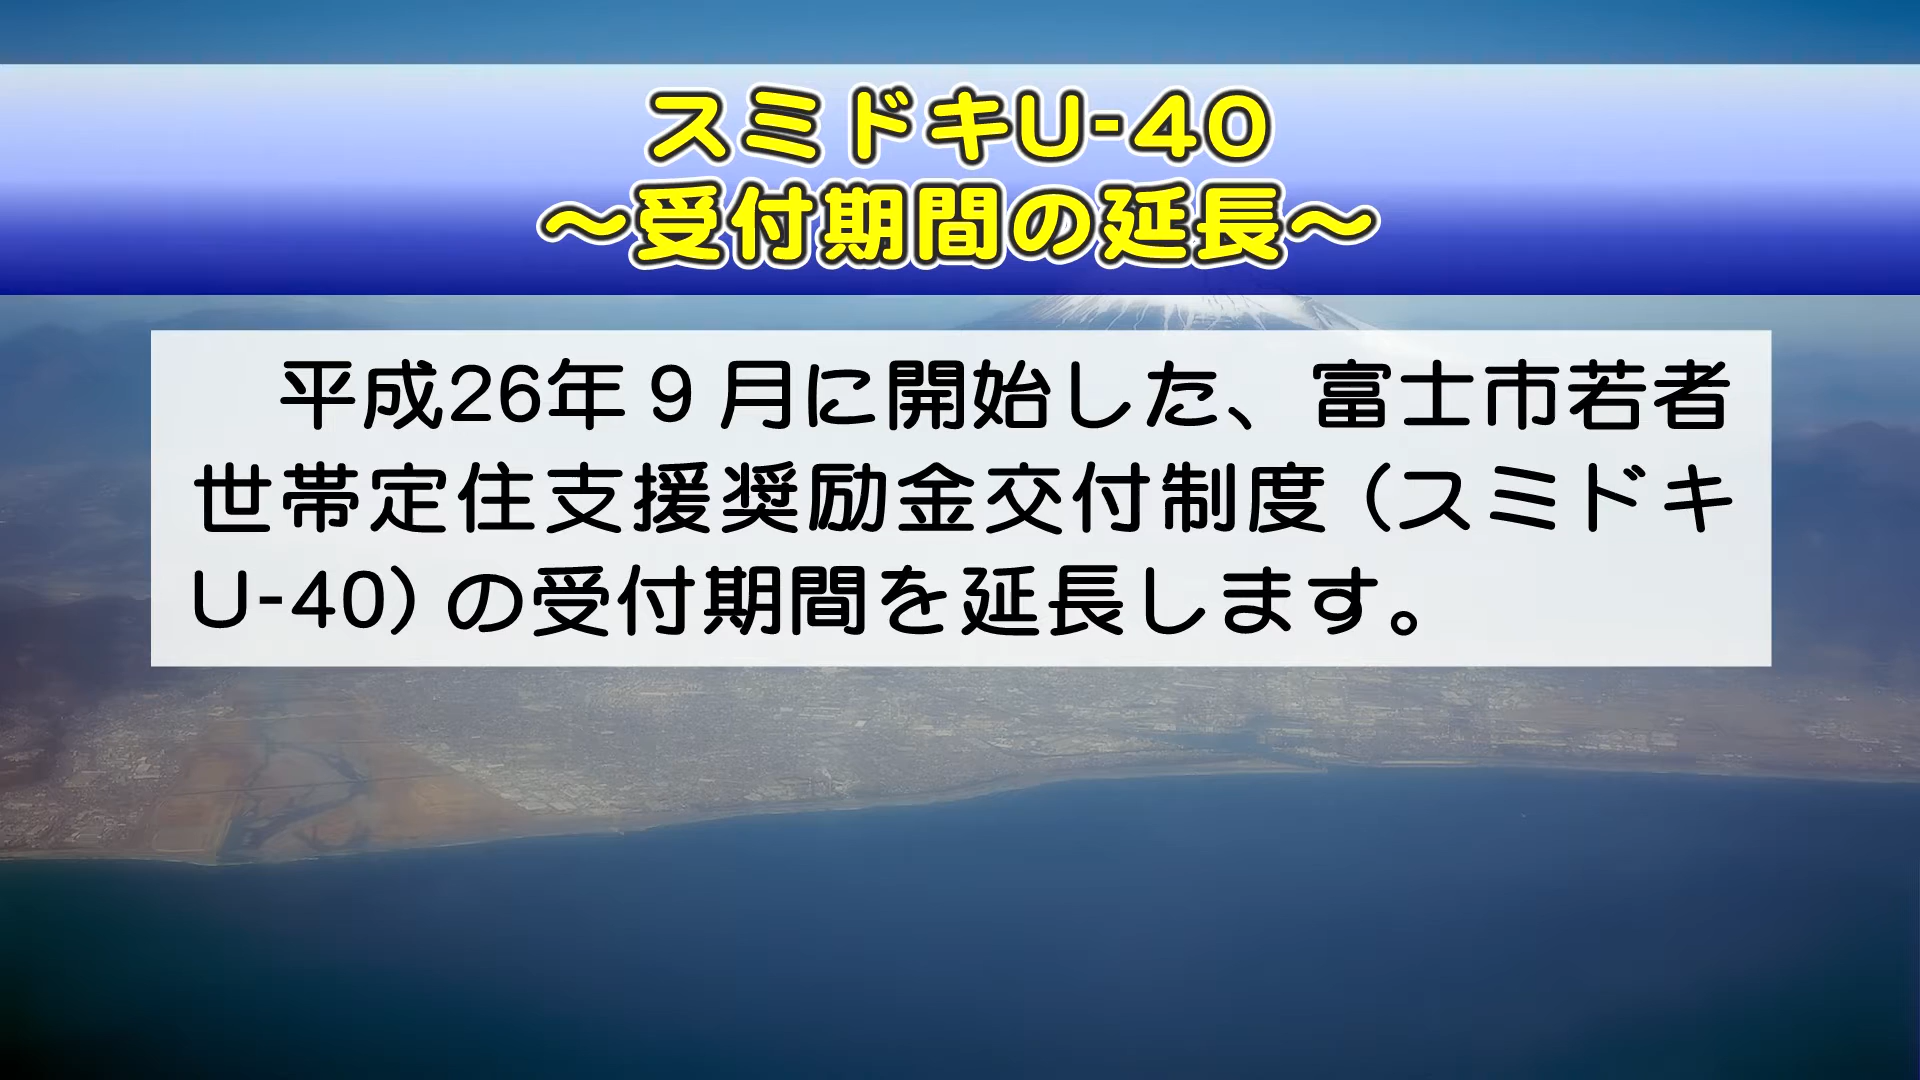 スミドキU-40
～受付期間の延長～
平成26年９月に開始した、富士市若者
世帯定住支援奨励金交付制度（スミドキ
U-40）の受付期間を延長します。